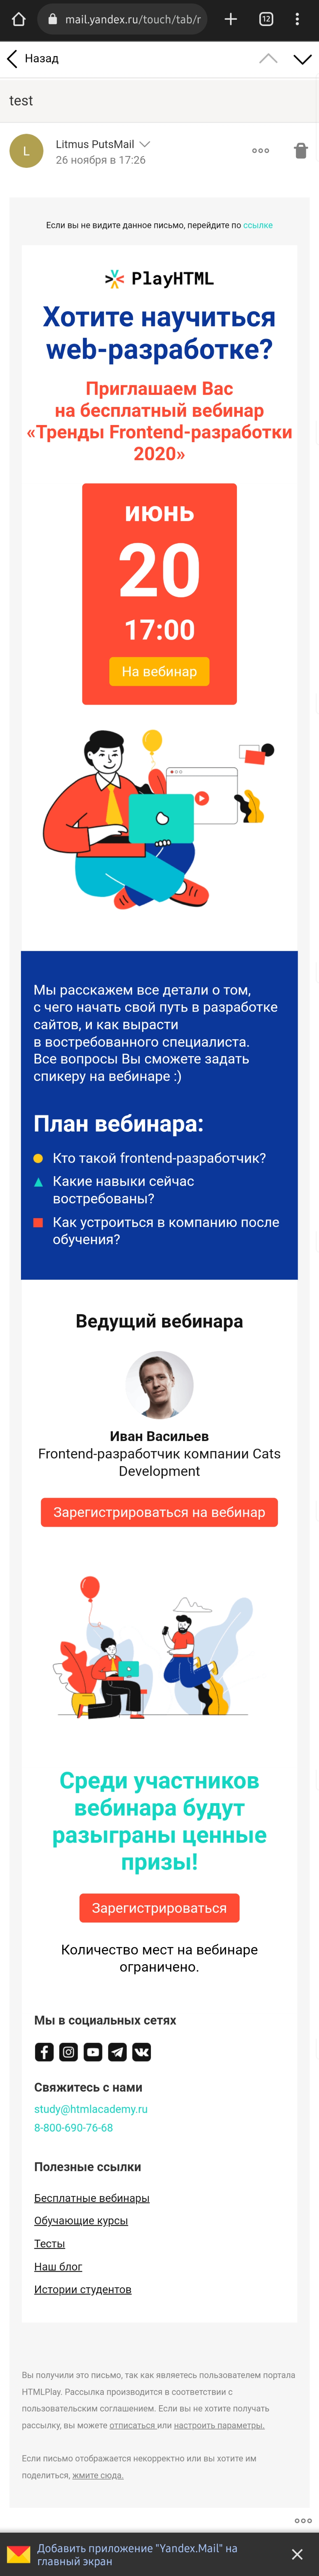 mail.yandex.ru/touch/tab/r
12
Назад
test
L
Litmus PutsMail
26 ноября в 17:26
Если вы не видите данное письмо, перейдите по ссылке
PlayHTML
Хотите научиться
web-разработке?
Приглашаем Вас
на бесплатный вебинар
«Тренды Frontend-разработки
2020»
июнь
20
17:00
На вебинар
Мы расскажем все детали о том,
с чего начать свой путь в разработке
сайтов, и как вырасти
в востребованного специалиста.
Все вопросы Вы сможете задать
спикеру на вебинаре :)
План вебинара:
Кто такой frontend-разработчик?
Какие навыки сейчас
востребованы?
Как устроиться в компанию после
обучения?
Ведущий вебинара
Иван Васильев
Frontend-разработчик компании Cats
Development
Зарегистрироваться на вебинар
Среди участников
вебинара будут
разыграны ценные
призы!
Зарегистрироваться
Количество мест на вебинаре
ограничено.
Мы в социальных сетях
Свяжитесь с нами
study@htmlacademy.ru
8-800-690-76-68
Полезные ссылки
Бесплатные вебинары
Обучающие курсы
Тесты
Наш блог
Истории студентов
Вы получили это письмо, так как являетесь пользователем портала
HTMLPlay. Рассылка производится в соответствии с
пользовательским соглашением. Если вы не хотите получать
рассылку, вы можете отписаться или настроить параметры.
Если письмо отображается некорректно или вы хотите им
поделиться, жмите сюда.
Добавить приложение "Yandex.Mail" на
главный экран